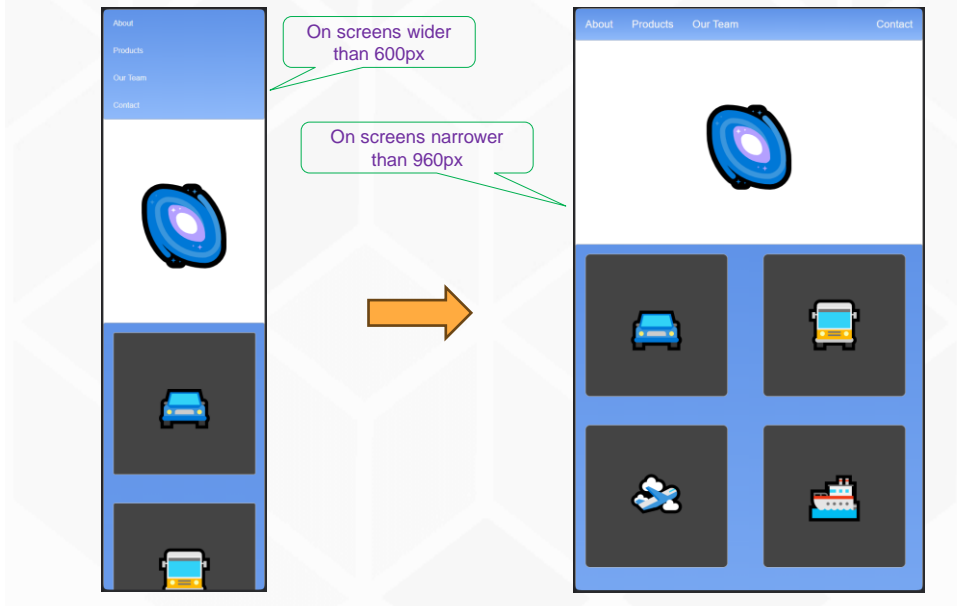 About
Products
Our Team
Contact
On screens wider
than 600px
On screens narrower
than 960px
About Products Our Team Contact